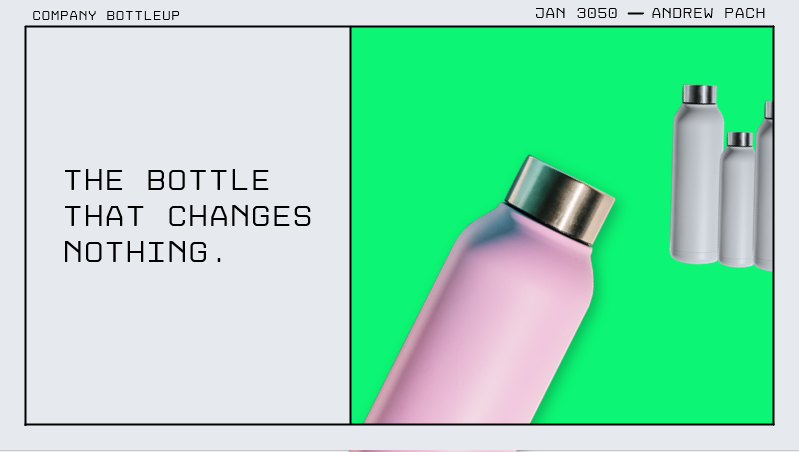 COMPANY BOTTLEUP
JAN 3050 — ANDREW PACH
THE BOTTLE
THAT CHANGES
NOTHING.